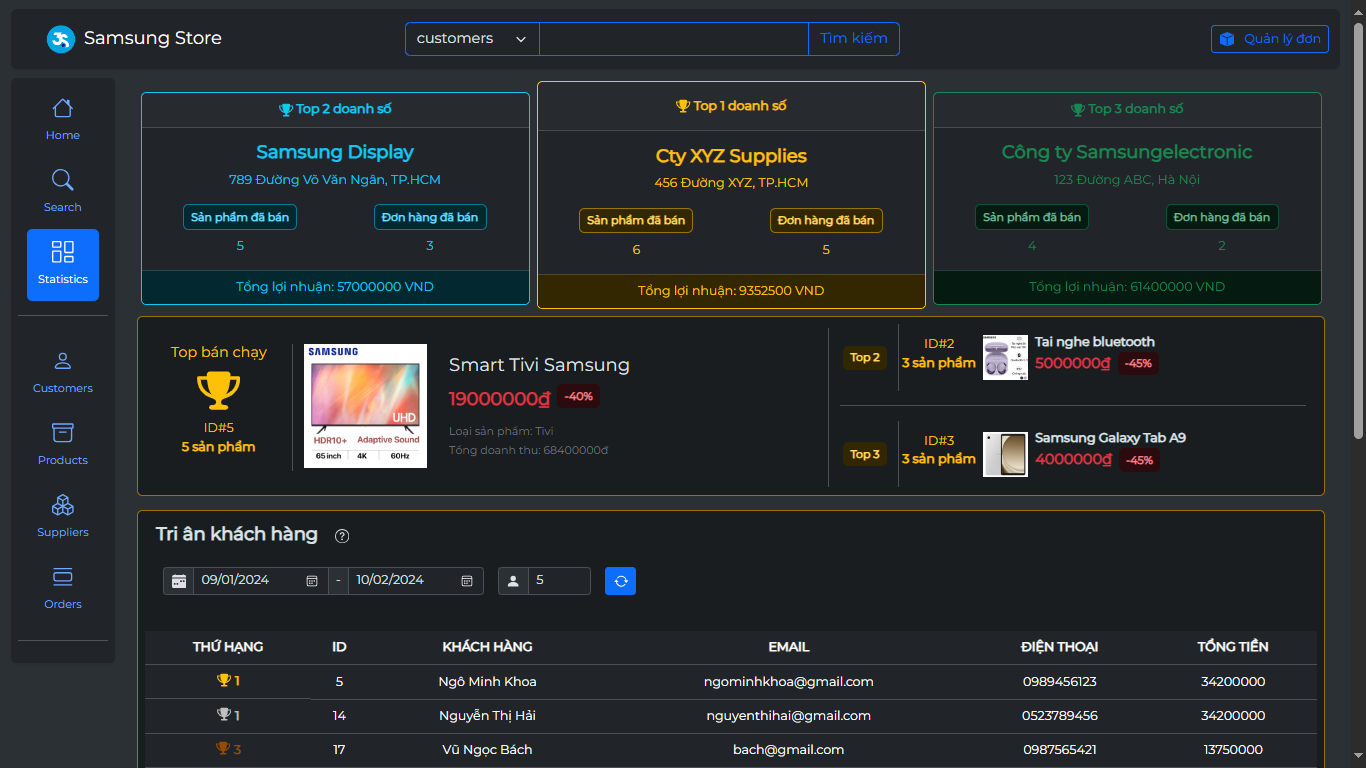 Samsung Store
customers
Tìm kiếm
Quản lý đơn
Home
Search
Statistics
Customers
Products
Suppliers
Orders
Top 2 doanh số
Samsung Display
789 Đường Võ Văn Ngân, TP.HCM
Sản phẩm đã bán
Đơn hàng đã bán
5
3
Tổng lợi nhuận: 57000000 VND
Top 1 doanh số
Cty XYZ Supplies
456 Đường XYZ, TP.HCM
Sản phẩm đã bán
Đơn hàng đã bán
6
5
Tổng lợi nhuận: 9352500 VND
Top 3 doanh số
Công ty Samsungelectronic
123 Đường ABC, Hà Nội
Sản phẩm đã bán
Đơn hàng đã bán
4
2
Tổng lợi nhuận: 61400000 VND
Top bán chạy
ID#5
5 sản phẩm
SAMSUNG
UHD
HDR10+ Adaptive Sound
65 inch 4K 60Hz
Smart Tivi Samsung
19000000₫ -40%
Loại sản phẩm: Tivi
Tổng doanh thu: 68400000đ
Top 2
ID#2
3 sản phẩm
Tai nghe bluetooth
5000000₫ -45%
Top 3
ID#3
3 sản phẩm
Samsung Galaxy Tab A9
4000000₫ -45%
Tri ân khách hàng ?
09/01/2024 - 10/02/2024 5
THỨ HẠNG ID KHÁCH HÀNG EMAIL ĐIỆN THOẠI TỔNG TIỀN
1 5 Ngô Minh Khoa ngominhkhoa@gmail.com 0989456123 34200000
1 14 Nguyễn Thị Hải nguyenthihai@gmail.com 0523789456 34200000
3 17 Vũ Ngọc Bách bach@gmail.com 0987565421 13750000